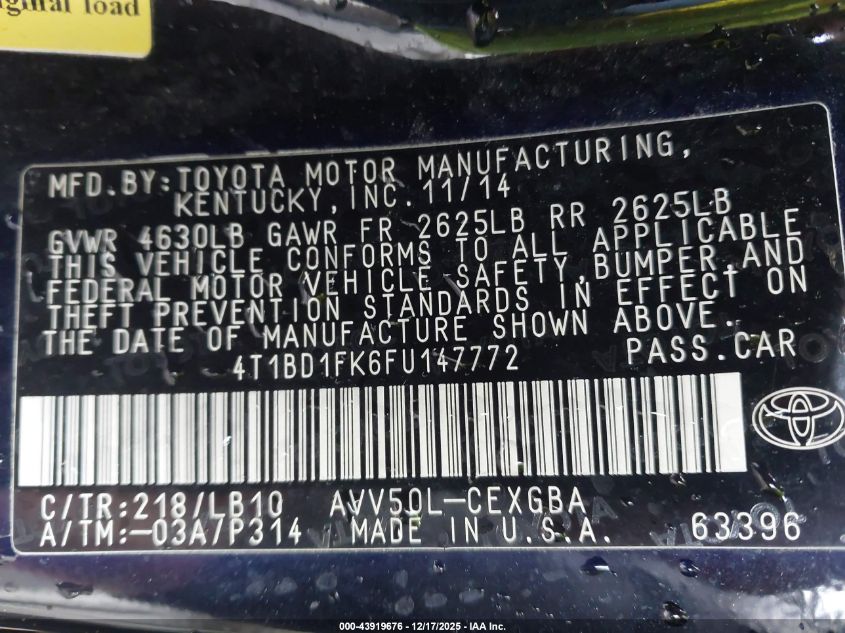 original load
MFD.BY:TOYOTA MOTOR MANUFACTURING,
KENTUCKY,INC.11/14
GVWR 4630LB GAWR FR 2625LB RR 2625LB
THIS VEHICLE CONFORMS TO ALL APPLICABLE
FEDERAL MOTOR VEHICLE SAFETY,BUMPER,AND
THEFT PREVENTION STANDARDS IN EFFECT ON
THE DATE OF MANUFACTURE SHOWN ABOVE.
4T1BD1FK6FU147772 PASS.CAR
C/TR:218/LB10 AVV50L-CEXGBA
A/TM:-03A7P314 MADE IN U.S.A. 63396
000-43919676 - 12/17/2025 - IAA Inc.